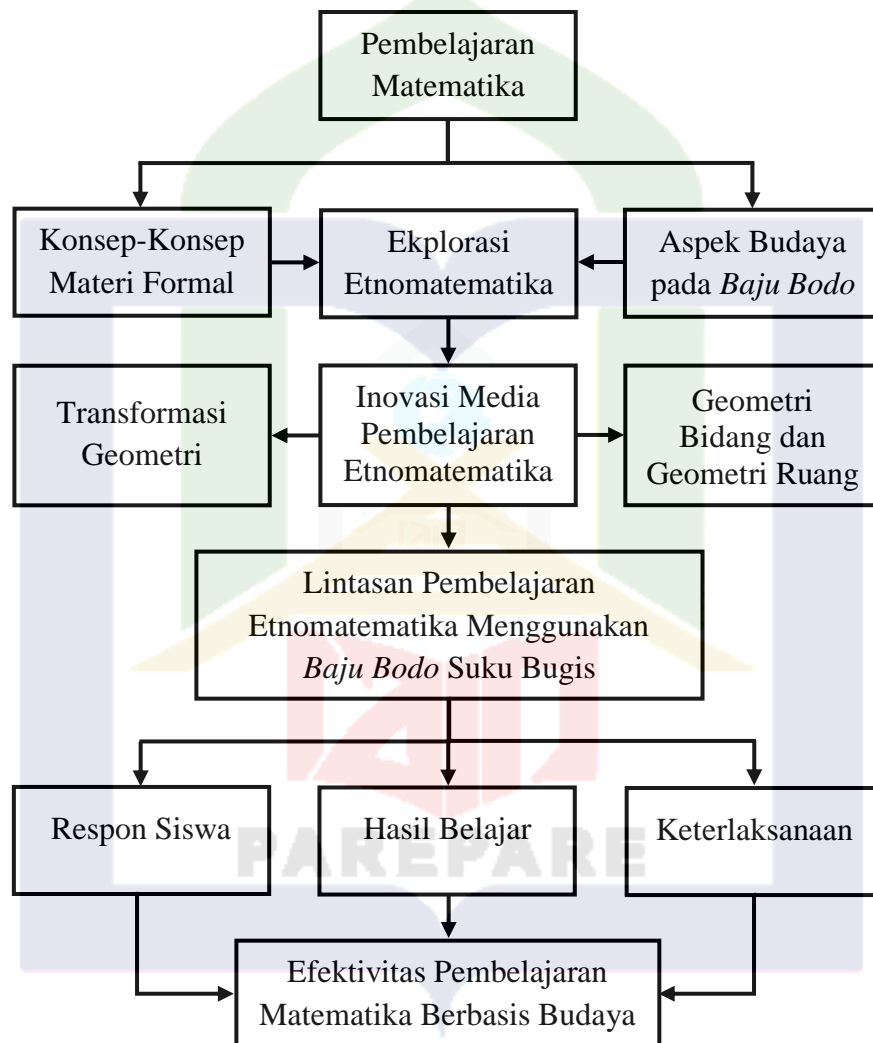 Pembelajaran
Matematika
Konsep-Konsep
Materi Formal
Ekplorasi
Etnomatematika
Aspek Budaya
pada Baju Bodo
Transformasi
Geometri
Inovasi Media
Pembelajaran
Etnomatematika
Geometri
Bidang dan
Geometri Ruang
Lintasan Pembelajaran
Etnomatematika Menggunakan
Baju Bodo Suku Bugis
Respon Siswa
Hasil Belajar
Keterlaksanaan
PAREPARE
Efektivitas Pembelajaran
Matematika Berbasis Budaya